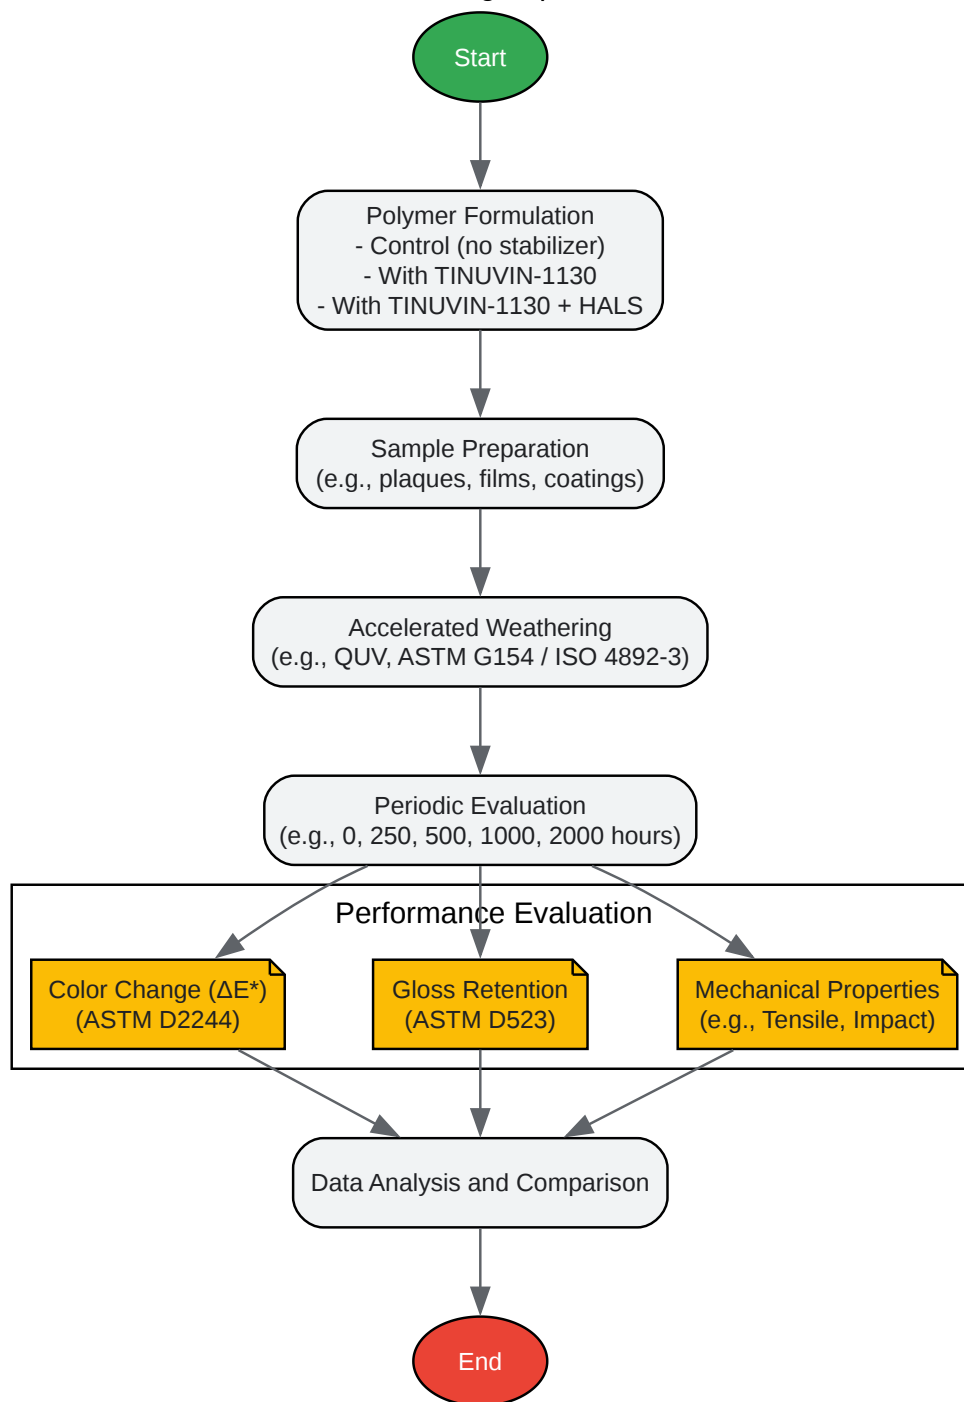 Start
Polymer Formulation
- Control (no stabilizer)
- With TINUVIN-1130
- With TINUVIN-1130 + HALS
Sample Preparation
(e.g., plaques, films, coatings)
Accelerated Weathering
(e.g., QUV, ASTM G154 / ISO 4892-3)
Periodic Evaluation
(e.g., 0, 250, 500, 1000, 2000 hours)
Performance Evaluation
Color Change (ΔE*)
(ASTM D2244)
Gloss Retention
(ASTM D523)
Mechanical Properties
(e.g., Tensile, Impact)
Data Analysis and Comparison
End